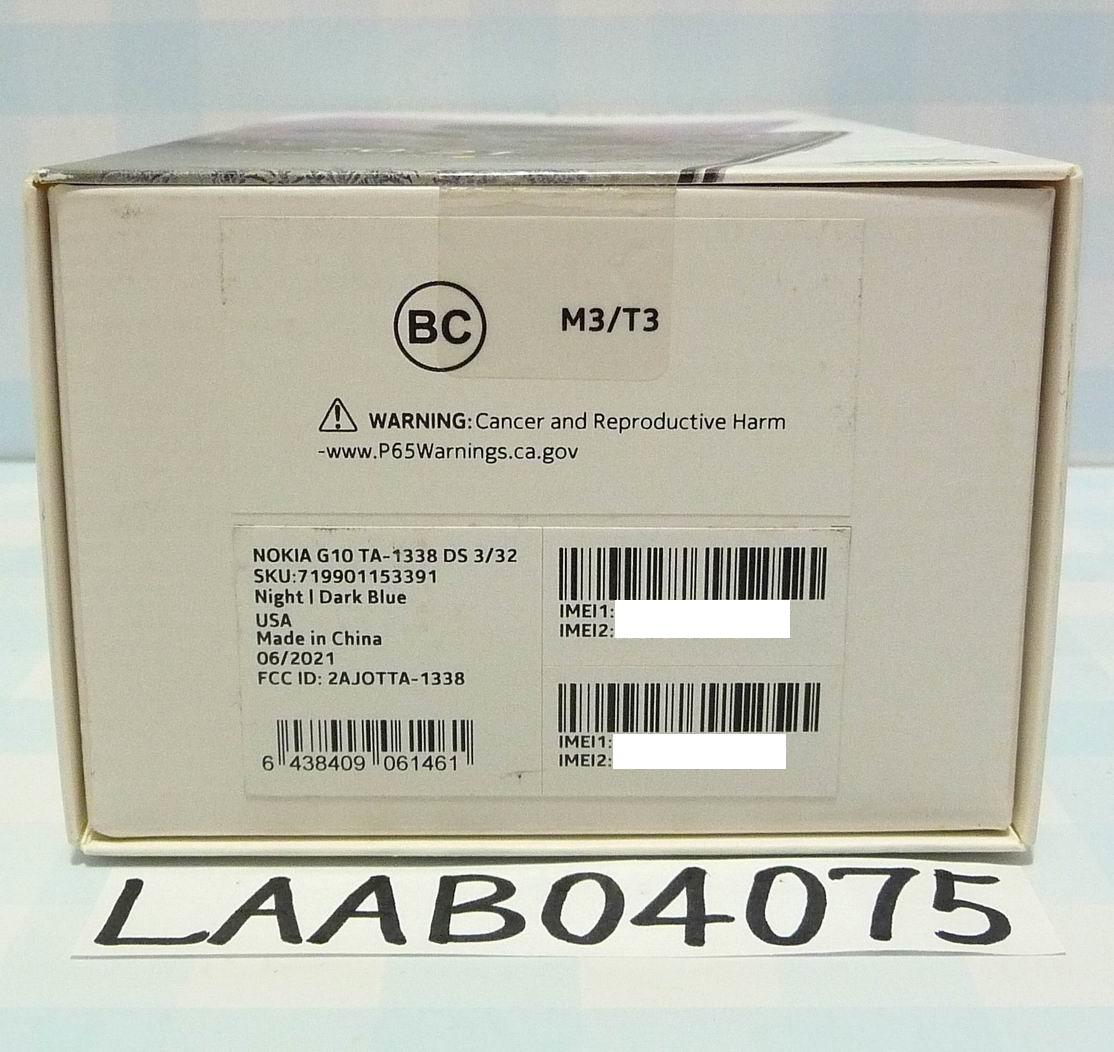 BC
M3/T3
WARNING: Cancer and Reproductive Harm
-www.P65Warnings.ca.gov
NOKIA G10 TA-1338 DS 3/32
SKU:719901153391
Night | Dark Blue
USA
Made in China
06/2021
FCC ID: 2AJOTTA-1338
6 438409 061461
IMEI1:
IMEI2:
IMEI1:
IMEI2:
LAAB04075